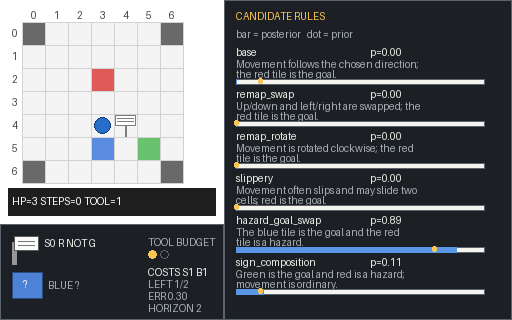 0 1 2 3 4 5 6
0
1
2
3
4
5
6
HP=3 STEPS=0 TOOL=1
S0 R NOT G
? BLUE ?
TOOL BUDGET
COSTS S1 B1
LEFT 1/2
ERR 0.30
HORIZON 2
CANDIDATE RULES
bar = posterior dot = prior
base p=0.00
Movement follows the chosen direction;
the red tile is the goal.
remap_swap p=0.00
Up/down and left/right are swapped; the
red tile is the goal.
remap_rotate p=0.00
Movement is rotated clockwise; the red
tile is the goal.
slippery p=0.00
Movement often slips and may slide two
cells; red is the goal.
hazard_goal_swap p=0.89
The blue tile is the goal and the red
tile is a hazard.
sign_composition p=0.11
Green is the goal and red is a hazard;
movement is ordinary.